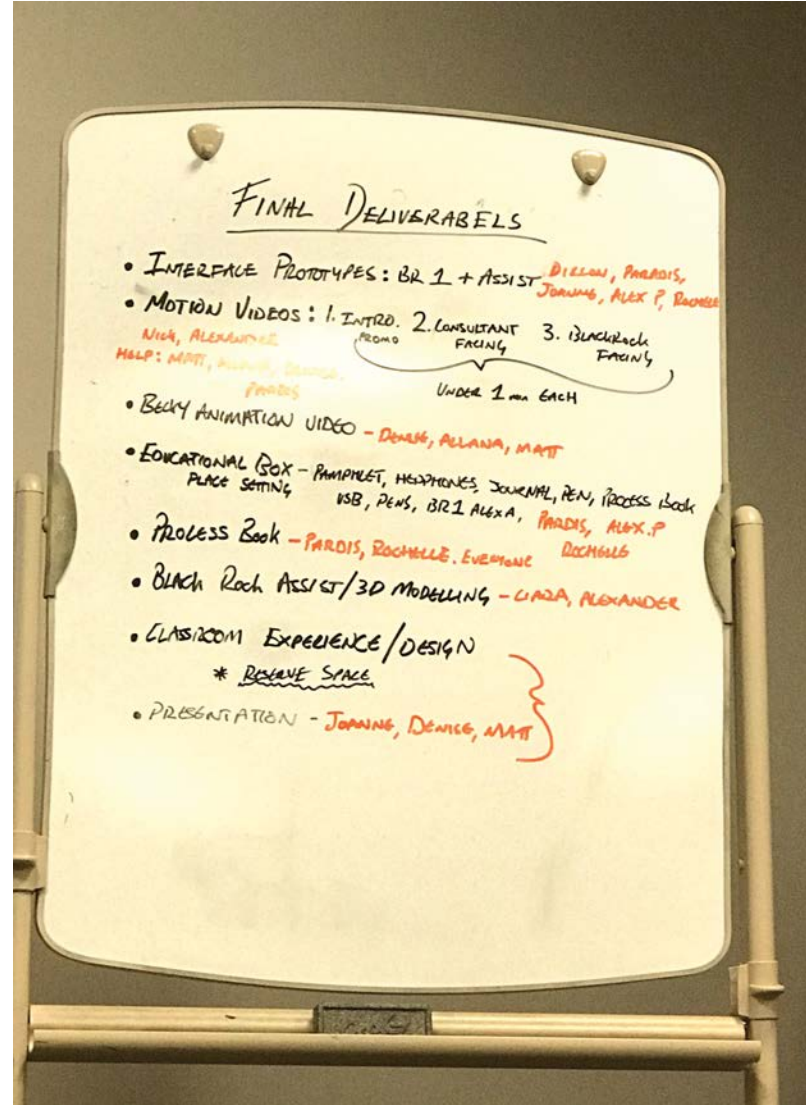 FINAL DELIVERABELS
• INTERFACE PROTOTYPES: BR 1 + ASSIST DILLON, PARADIS,
JOANNE, ALEX P, ROCHELLE
• MOTION VIDEOS: 1. INTRO. 2. CONSULTANT 3. BLACKROCK
PROMO FACING FACING
NICK, ALEXANDER
HELP: MATT,
PARDIS
UNDER 1 min EACH
• BECKY ANIMATION VIDEO - DENISE, ALLANA, MATT
• EDUCATIONAL BOX - PAMPHLET, HEADPHONES, JOURNAL, PEN, PROCESS BOOK
PLACE SETTING USB, PENS, BR1 ALEXA, PARDIS, ALEX.P
ROCHELLE
• PROCESS BOOK - PARDIS, ROCHELLE. EVERYONE
• BLACK ROCK ASSIST/3D MODELLING - ALEXANDER
• CLASSROOM EXPERIENCE/DESIGN
* RESERVE SPACE
• PRESENTATION - JOANNE, DENICE, MATT